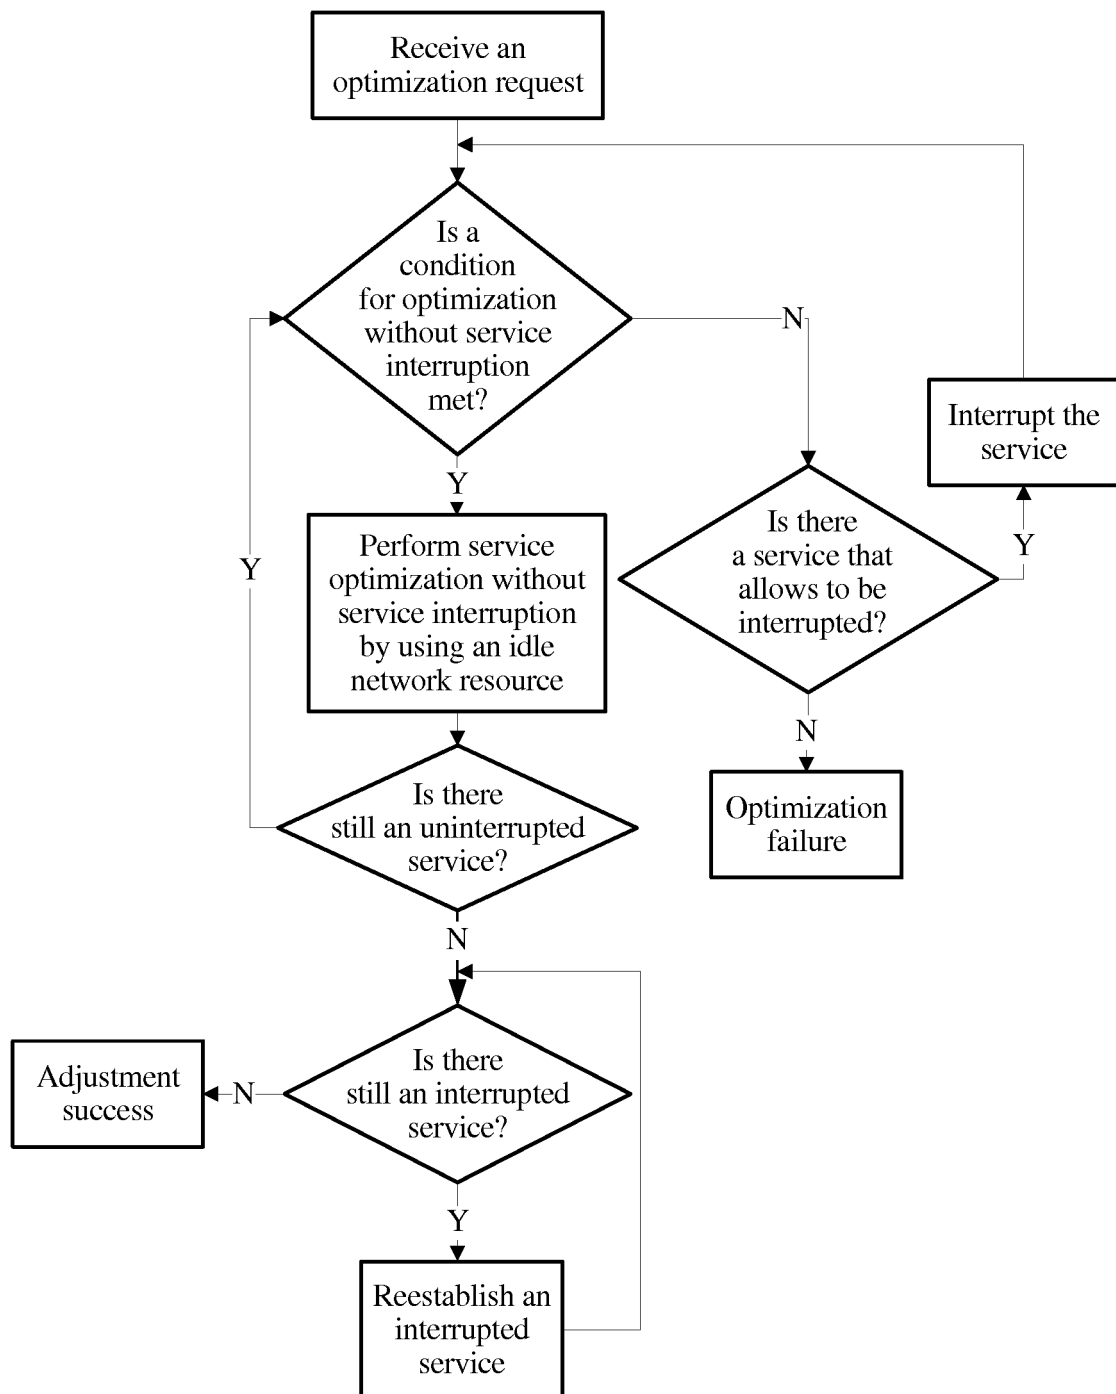 Receive an
optimization request
Is a
condition
for optimization
without service
interruption
met?
N
Interrupt the
service
Y
Is there
a service that
allows to be
interrupted?
Y
Perform service
optimization without
service interruption
by using an idle
network resource
Y
N
Optimization
failure
Is there
still an uninterrupted
service?
N
Is there
still an interrupted
service?
N
Adjustment
success
Y
Reestablish an
interrupted
service